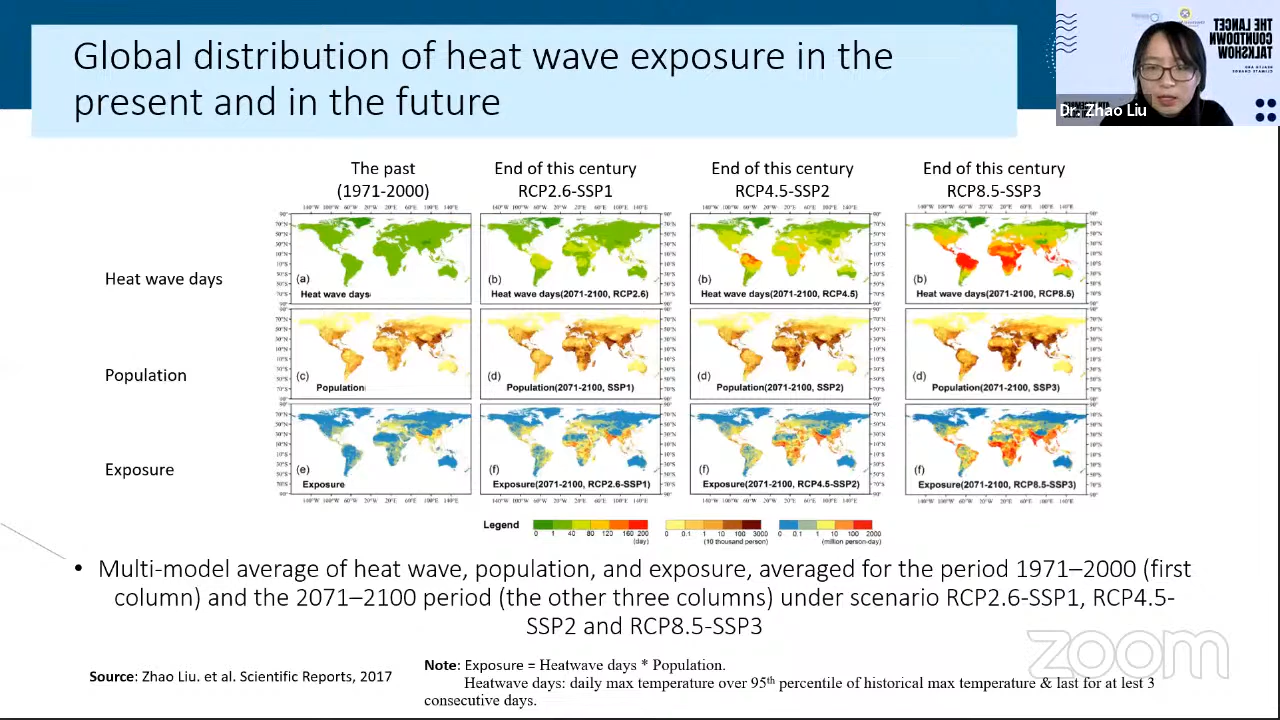 Global distribution of heat wave exposure in the
present and in the future
THE LANCET
COUNTDOWN
TALKSHOW
HEALTH AND
CLIMATE CHANGE
Dr. Zhao Liu
The past
(1971-2000)
End of this century
RCP2.6-SSP1
End of this century
RCP4.5-SSP2
End of this century
RCP8.5-SSP3
Heat wave days
(a)
Heat wave days
(b)
Heat wave days(2071-2100, RCP2.6)
(b)
Heat wave days(2071-2100, RCP4.5)
(b)
Heat wave days(2071-2100, RCP8.5)
Population
(c)
Population
(d)
Population(2071-2100, SSP1)
(d)
Population(2071-2100, SSP2)
(d)
Population(2071-2100, SSP3)
Exposure
(e)
Exposure
(f)
Exposure(2071-2100, RCP2.6-SSP1)
(f)
Exposure(2071-2100, RCP4.5-SSP2)
(f)
Exposure(2071-2100, RCP8.5-SSP3)
Legend
0 1 40 80 120 160 200
(day)
0 0.1 1 10 100 3000
(10 thousand person)
0 0.1 1 10 100 2000
(million person-day)
• Multi-model average of heat wave, population, and exposure, averaged for the period 1971–2000 (first
column) and the 2071–2100 period (the other three columns) under scenario RCP2.6-SSP1, RCP4.5-
SSP2 and RCP8.5-SSP3
zoom
Source: Zhao Liu. et al. Scientific Reports, 2017
Note: Exposure = Heatwave days * Population.
Heatwave days: daily max temperature over 95th percentile of historical max temperature & last for at lest 3
consecutive days.